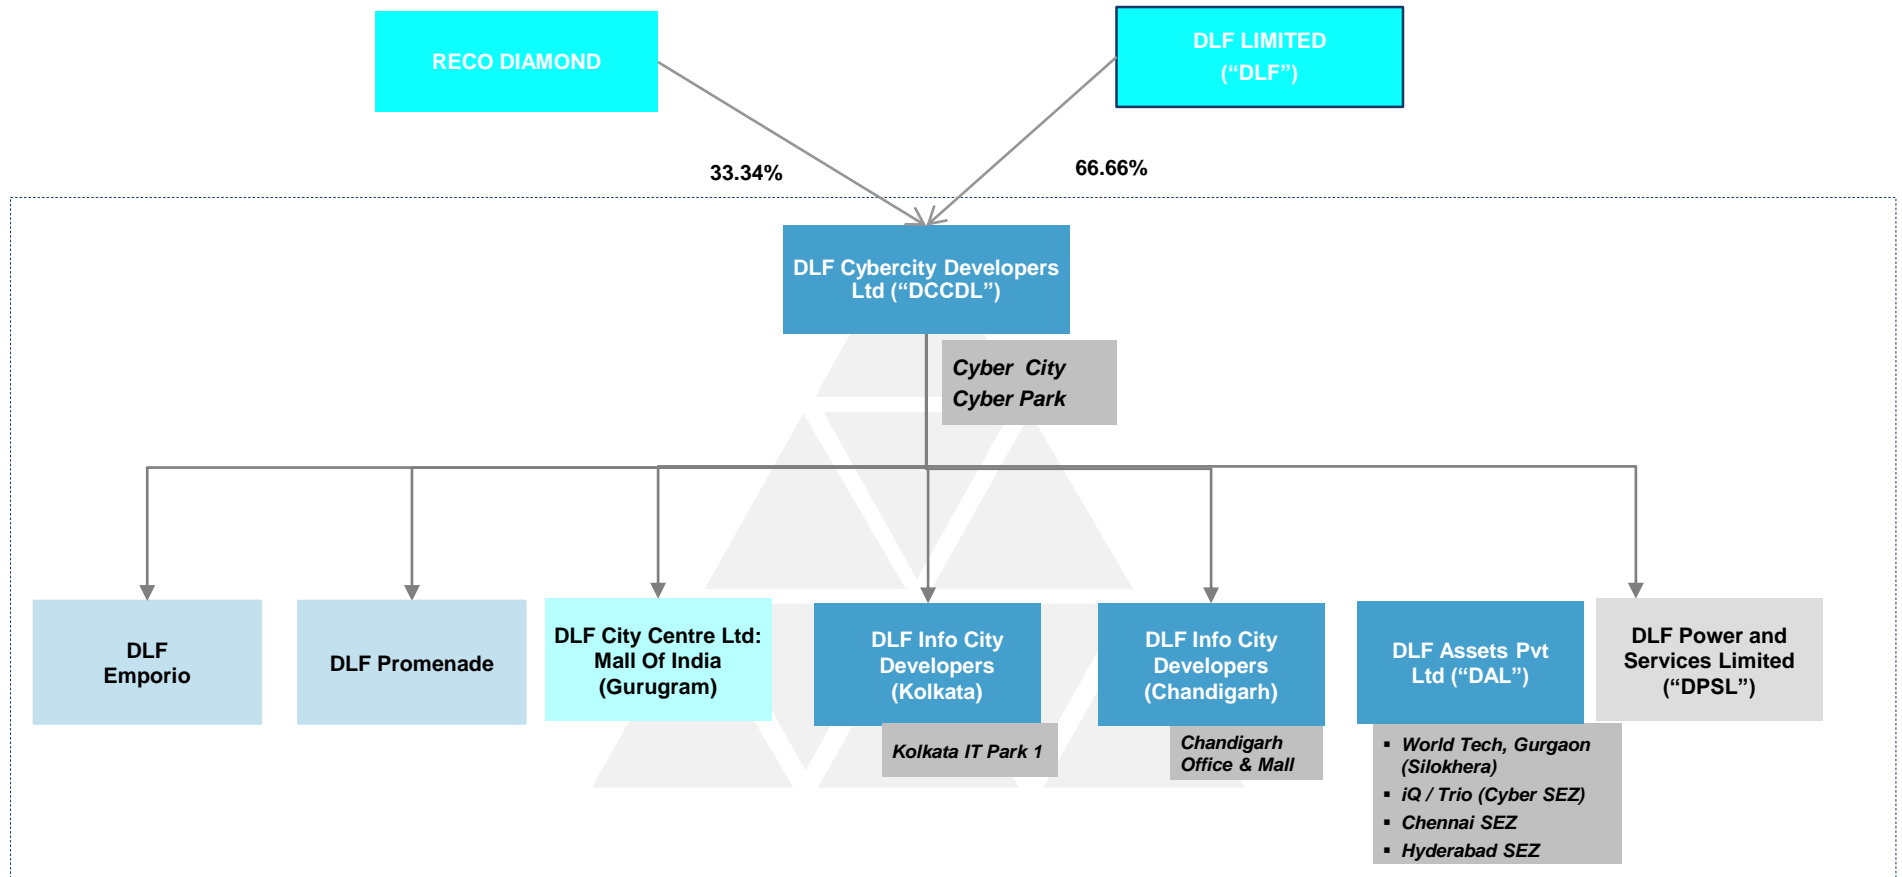 RECO DIAMOND
DLF LIMITED
(“DLF”)
33.34%
66.66%
DLF Cybercity Developers
Ltd (“DCCDL”)
Cyber City
Cyber Park
DLF
Emporio
DLF Promenade
DLF City Centre Ltd:
Mall Of India
(Gurugram)
DLF Info City
Developers
(Kolkata)
Kolkata IT Park 1
DLF Info City
Developers
(Chandigarh)
Chandigarh
Office & Mall
DLF Assets Pvt
Ltd (“DAL”)
▪ World Tech, Gurgaon
(Silokhera)
▪ iQ / Trio (Cyber SEZ)
▪ Chennai SEZ
▪ Hyderabad SEZ
DLF Power and
Services Limited
(“DPSL”)